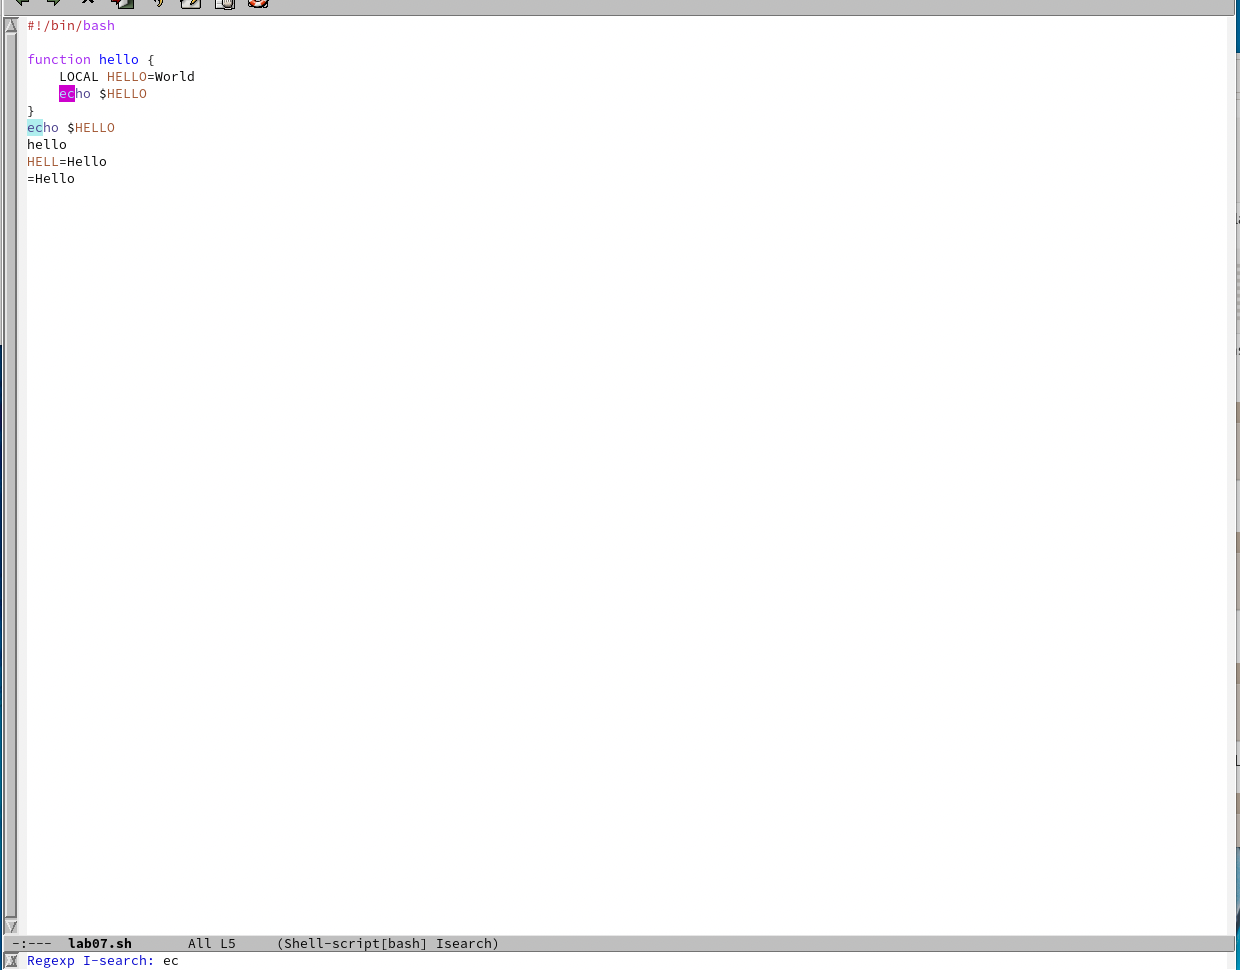 #!/bin/bash
function hello {
    LOCAL HELLO=World
    echo $HELLO
}
echo $HELLO
hello
HELL=Hello
=Hello
-:---  lab07.sh       All L5     (Shell-script[bash] Isearch)
Regexp I-search: ec